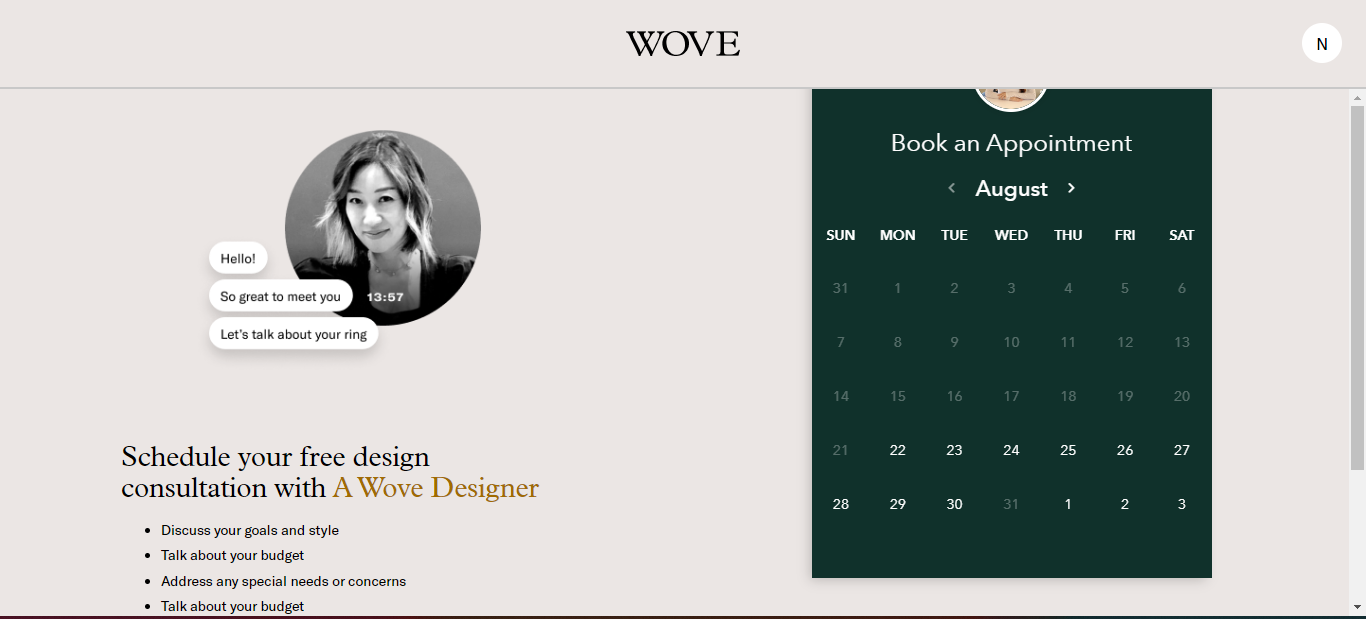 WOVE
N
Hello!
So great to meet you
13:57
Let's talk about your ring
Schedule your free design
consultation with A Wove Designer
Discuss your goals and style
Talk about your budget
Address any special needs or concerns
Talk about your budget
Book an Appointment
August
SUN MON TUE WED THU FRI SAT
31 1 2 3 4 5 6
7 8 9 10 11 12 13
14 15 16 17 18 19 20
21 22 23 24 25 26 27
28 29 30 31 1 2 3